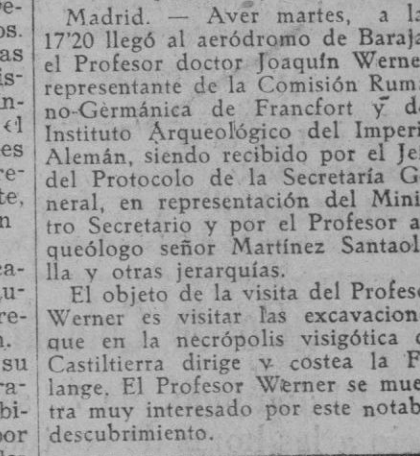 Madrid. — Aver martes, a la
17'20 llegó al aeródromo de Baraja
el Profesor doctor Joaquín Werne
representante de la Comisión Rum
no-Germánica de Francfort y d
Instituto Arqueológico del Imperi
Alemán, siendo recibido por el Je
del Protocolo de la Secretaría G
neral, en representación del Mini
tro Secretario y por el Profesor a
queólogo señor Martínez Santaol
lla y otras jerarquías.
El objeto de la visita del Profeso
Werner es visitar las excavacion
que en la necrópolis visigótica d
Castiltierra dirige y costea la F
lange. El Profesor Werner se mue
tra muy interesado por este notab
descubrimiento.